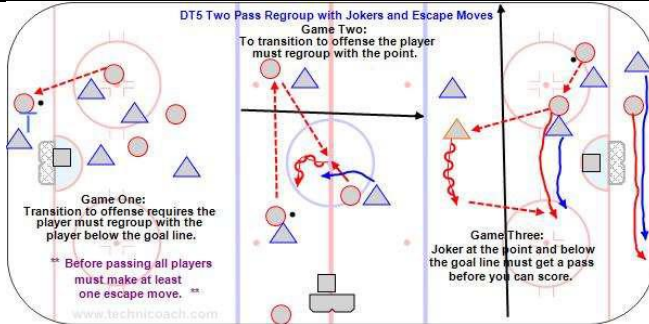 DT5 Two Pass Regroup with Jokers and Escape Moves
Game Two:
To transition to offense the player
must regroup with the point.
Game One:
Transition to offense requires the
player must regroup with the
player below the goal line.
** Before passing all players
must make at least
one escape move. **
Game Three:
Joker at the point and below
the goal line must get a pass
before you can score.
www.technicoach.com